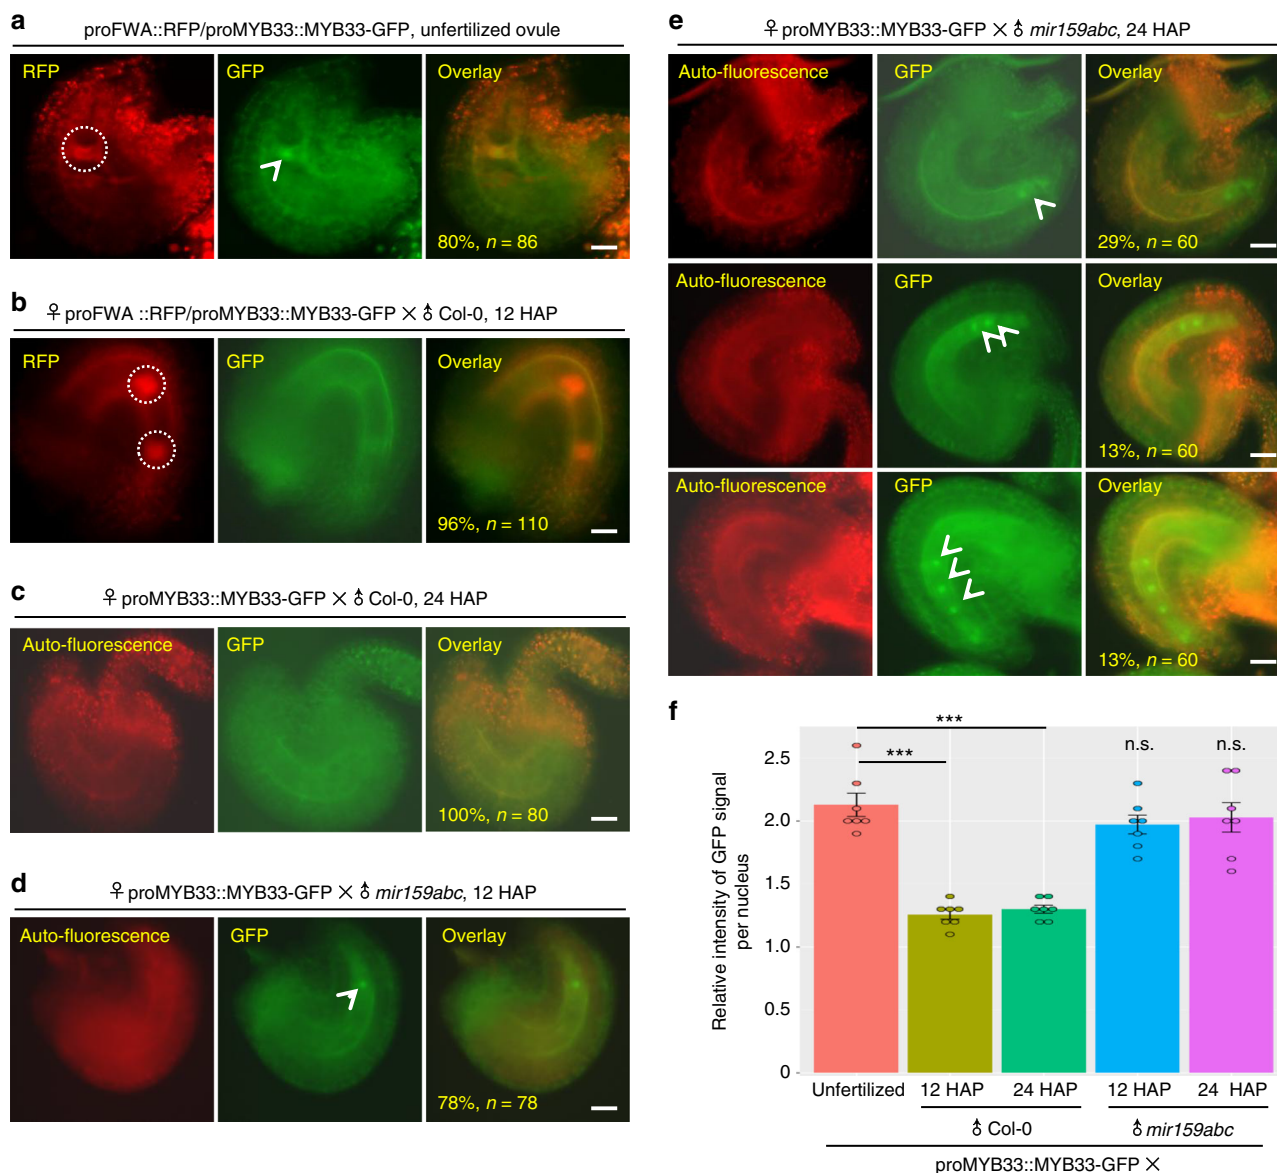 a
proFWA::RFP/proMYB33::MYB33-GFP, unfertilized ovule
RFP
GFP
Overlay
80%, n = 86
b
♀ proFWA ::RFP/proMYB33::MYB33-GFP × ♂ Col-0, 12 HAP
RFP
GFP
Overlay
96%, n = 110
c
♀ proMYB33::MYB33-GFP × ♂ Col-0, 24 HAP
Auto-fluorescence
GFP
Overlay
100%, n = 80
d
♀ proMYB33::MYB33-GFP × ♂ mir159abc, 12 HAP
Auto-fluorescence
GFP
Overlay
78%, n = 78
e
♀ proMYB33::MYB33-GFP × ♂ mir159abc, 24 HAP
Auto-fluorescence
GFP
Overlay
29%, n = 60
Auto-fluorescence
GFP
Overlay
13%, n = 60
Auto-fluorescence
GFP
Overlay
13%, n = 60
f
Relative intensity of GFP signal
per nucleus
2.5
2.0
1.5
1.0
0.5
0
***
***
n.s.
n.s.
Unfertilized
12 HAP
24 HAP
12 HAP
24 HAP
♂ Col-0
♂ mir159abc
proMYB33::MYB33-GFP ×